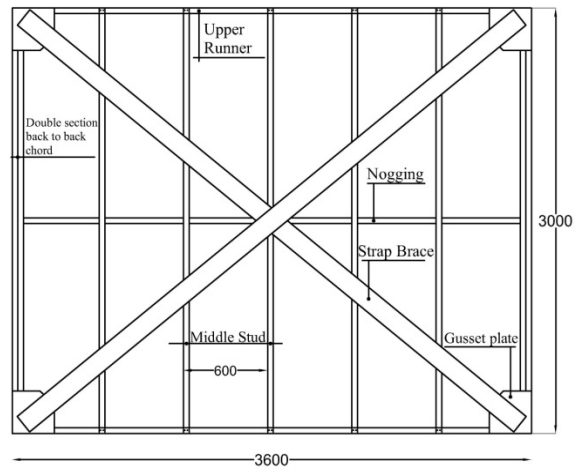 Upper
Runner
Double section
back to back
chord
Nogging
3000
Strap Brace
Middle Stud
Gusset plate
600
3600